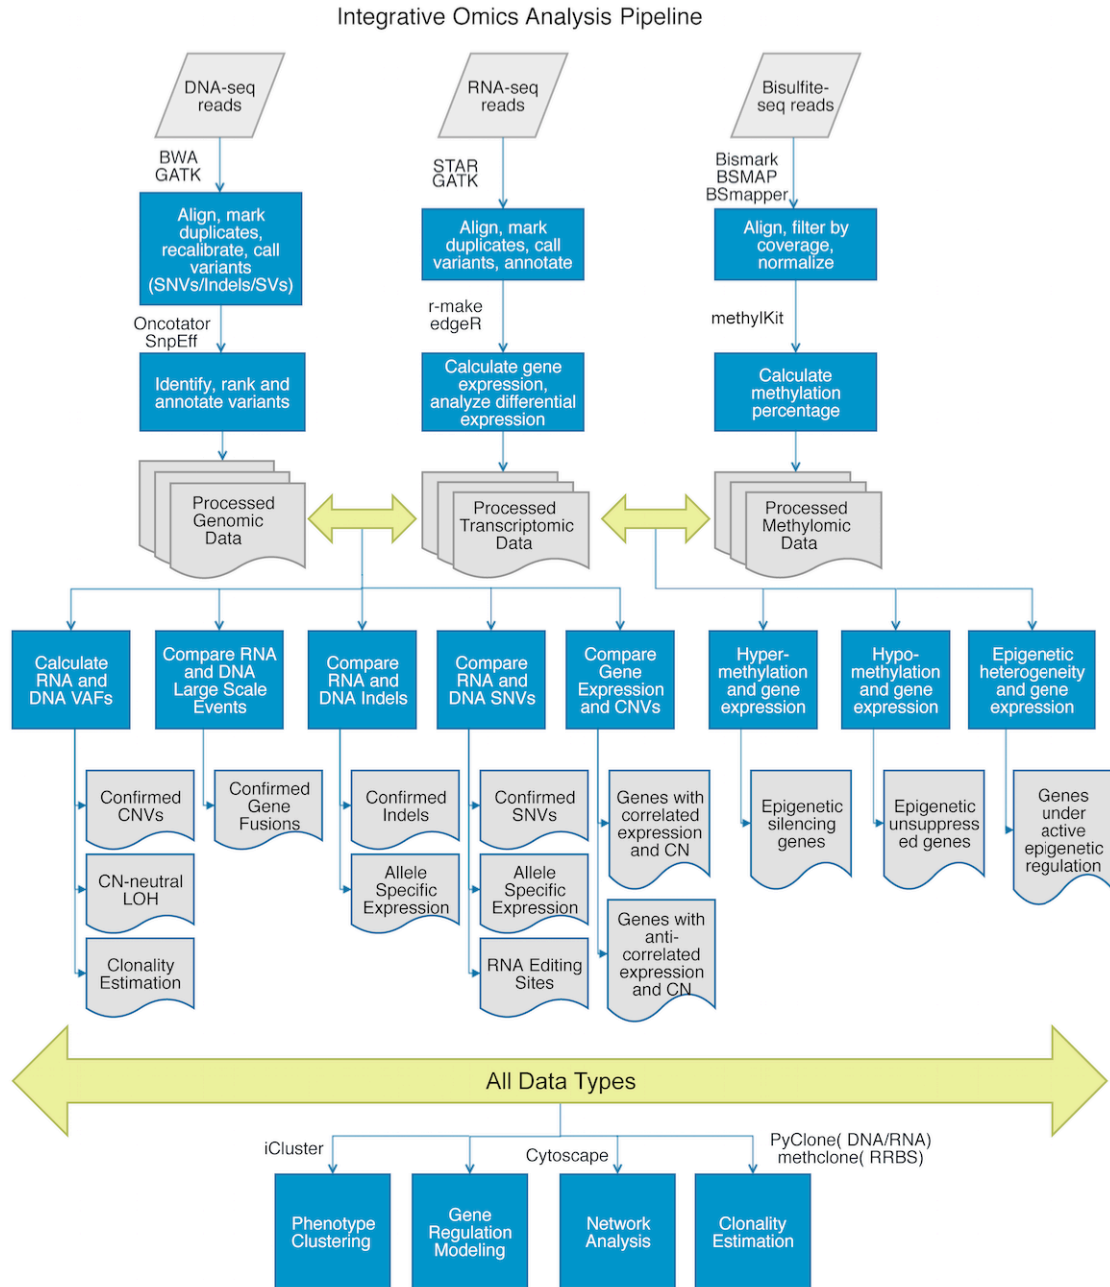 Integrative Omics Analysis Pipeline
DNA-seq
reads
RNA-seq
reads
Bisulfite-
seq reads
BWA
GATK
STAR
GATK
Bismark
BSMAP
BSmapper
Align, mark
duplicates,
recalibrate, call
variants
(SNVs/Indels/SVs)
Align, mark
duplicates, call
variants, annotate
Align, filter by
coverage,
normalize
Oncotator
SnpEff
r-make
edgeR
methylKit
Identify, rank and
annotate variants
Calculate gene
expression,
analyze differential
expression
Calculate
methylation
percentage
Processed
Genomic
Data
Processed
Transcriptomic
Data
Processed
Methylomic
Data
Calculate
RNA and
DNA VAFs
Compare RNA
and DNA
Large Scale
Events
Compare
RNA and
DNA Indels
Compare
RNA and
DNA SNVs
Compare
Gene
Expression
and CNVs
Hyper-
methylation
and gene
expression
Hypo-
methylation
and gene
expression
Epigenetic
heterogeneity
and gene
expression
Confirmed
CNVs
CN-neutral
LOH
Clonality
Estimation
Confirmed
Gene
Fusions
Confirmed
Indels
Allele
Specific
Expression
Confirmed
SNVs
Allele
Specific
Expression
RNA Editing
Sites
Genes with
correlated
expression
and CN
Genes with
anti-
correlated
expression
and CN
Epigenetic
silencing
genes
Epigenetic
unsuppress
ed genes
Genes
under
active
epigenetic
regulation
All Data Types
iCluster
Cytoscape
PyClone( DNA/RNA)
methclone( RRBS)
Phenotype
Clustering
Gene
Regulation
Modeling
Network
Analysis
Clonality
Estimation